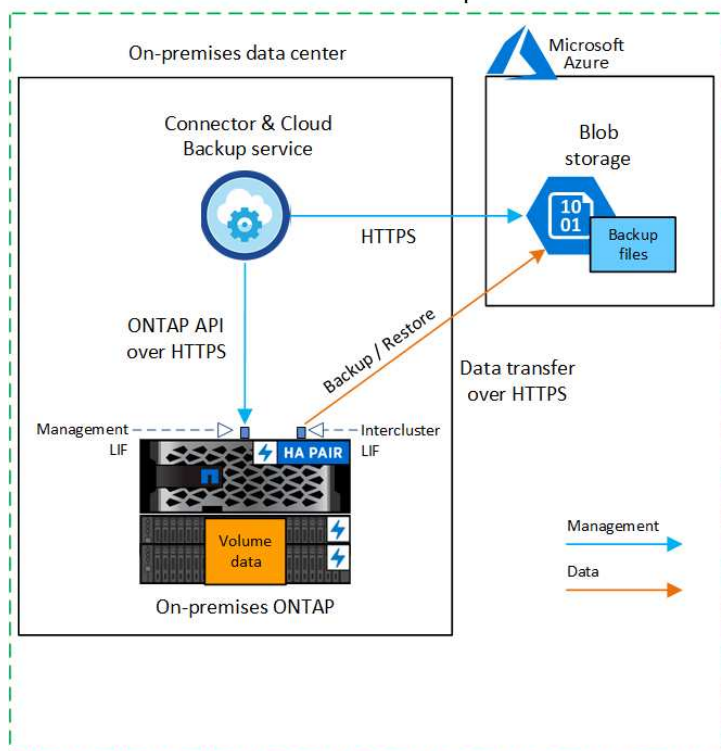 On-premises data center
Microsoft
Azure
Connector & Cloud
Backup service
Blob
storage
10
01
Backup
files
HTTPS
ONTAP API
over HTTPS
Backup / Restore
Data transfer
over HTTPS
Management
LIF
Intercluster
LIF
HA PAIR
Volume
data
On-premises ONTAP
Management
Data